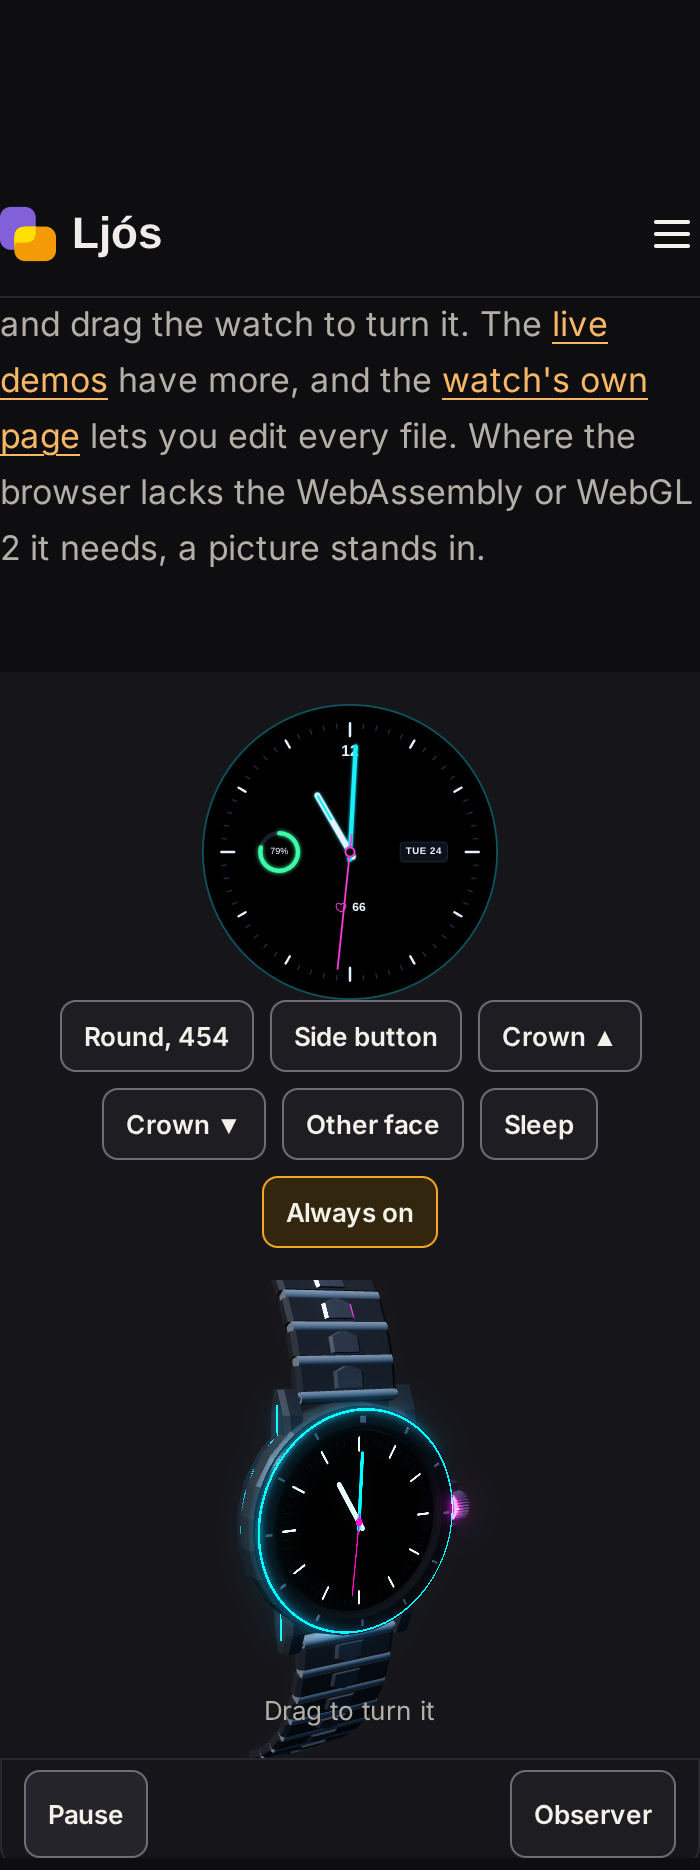 Ljós
and drag the watch to turn it. The live
demos have more, and the watch's own
page lets you edit every file. Where the
browser lacks the WebAssembly or WebGL
2 it needs, a picture stands in.
12
79%
TUE 24
66
Round, 454
Side button
Crown ▲
Crown ▼
Other face
Sleep
Always on
Drag to turn it
Pause
Observer